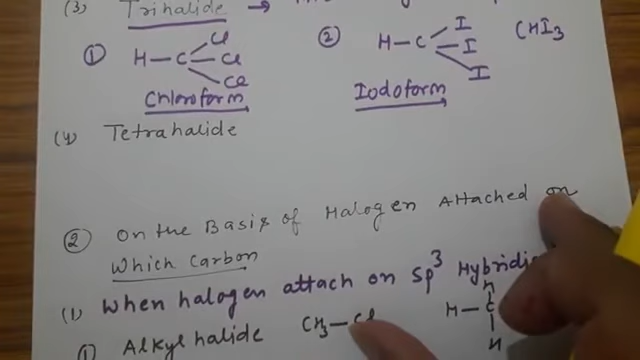 (3) Trihalide →
① H-C-Cl Cl Cl ② H-C-I I I CHI3
Chloroform Iodoform
(4) Tetrahalide
② On the Basis of Halogen Attached on
Which Carbon
(1) When halogen attach on Sp3
① Alkyl halide CH3-Cl H-C H H